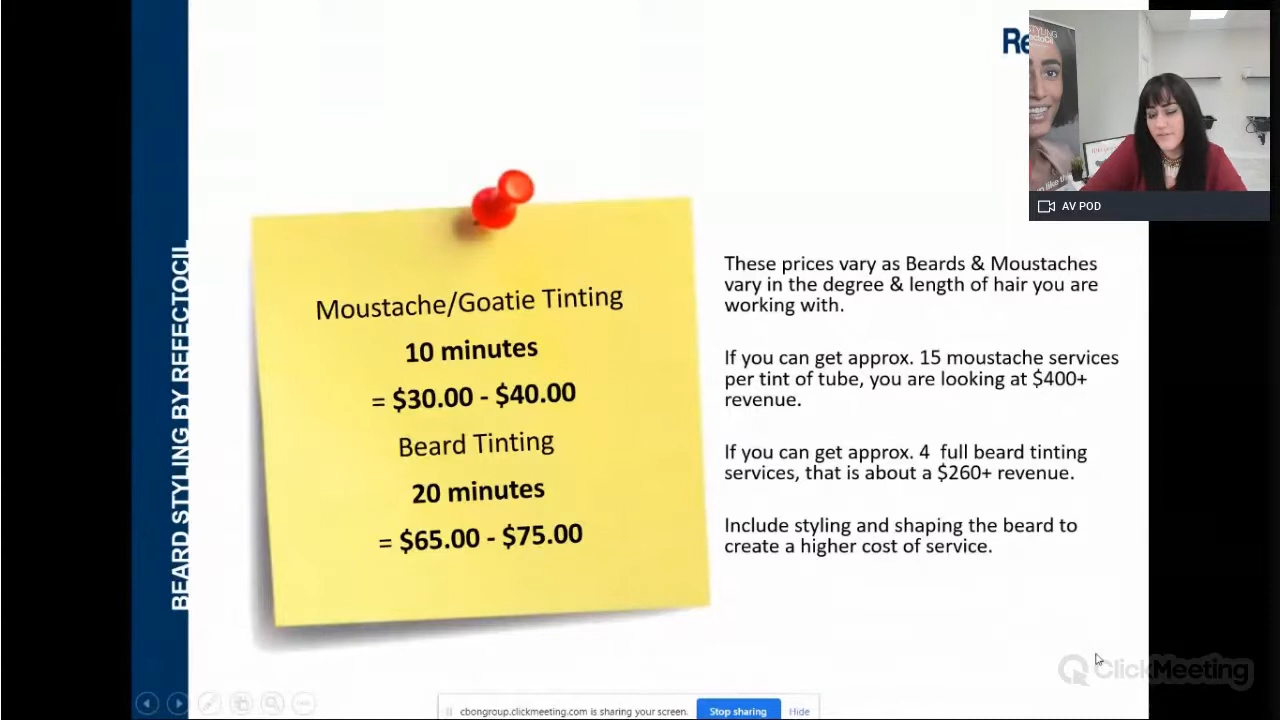 Re
BEARD STYLING BY REFECTOCIL
Moustache/Goatie Tinting
10 minutes
= $30.00 - $40.00
Beard Tinting
20 minutes
= $65.00 - $75.00
These prices vary as Beards & Moustaches
vary in the degree & length of hair you are
working with.
If you can get approx. 15 moustache services
per tint of tube, you are looking at $400+
revenue.
If you can get approx. 4 full beard tinting
services, that is about a $260+ revenue.
Include styling and shaping the beard to
create a higher cost of service.
STYLING
AV POD
ClickMeeting
cbongroup.clickmeeting.com is sharing your screen.
Stop sharing
Hide